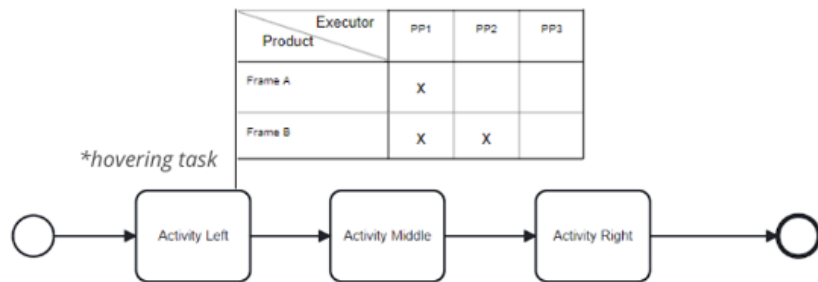 Executor PP1 PP2 PP3
Product
Frame A X
Frame B X X
*hovering task
Activity Left Activity Middle Activity Right